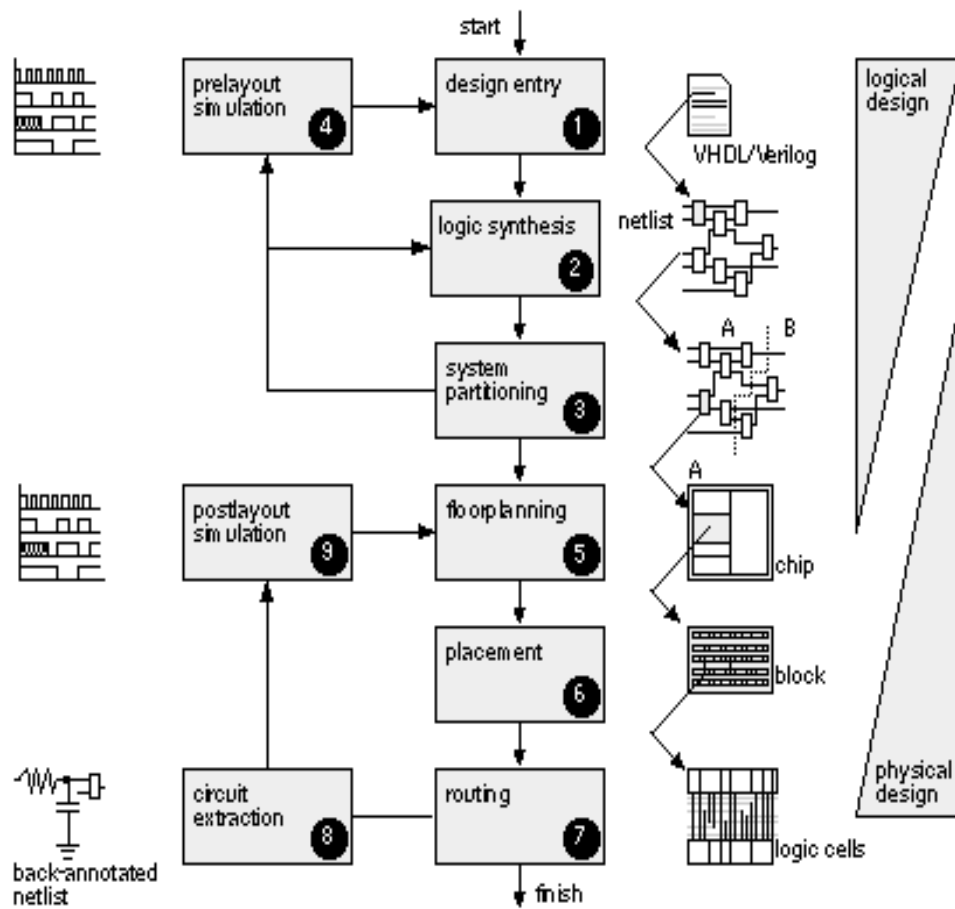 start
prelayout
simulation
4
design entry
1
VHDL/Verilog
logical
design
logic synthesis
2
netlist
system
partitioning
3
A B
postlayout
simulation
9
floorplanning
5
A
chip
placement
6
block
circuit
extraction
8
routing
7
logic cells
physical
design
back-annotated
netlist
finish